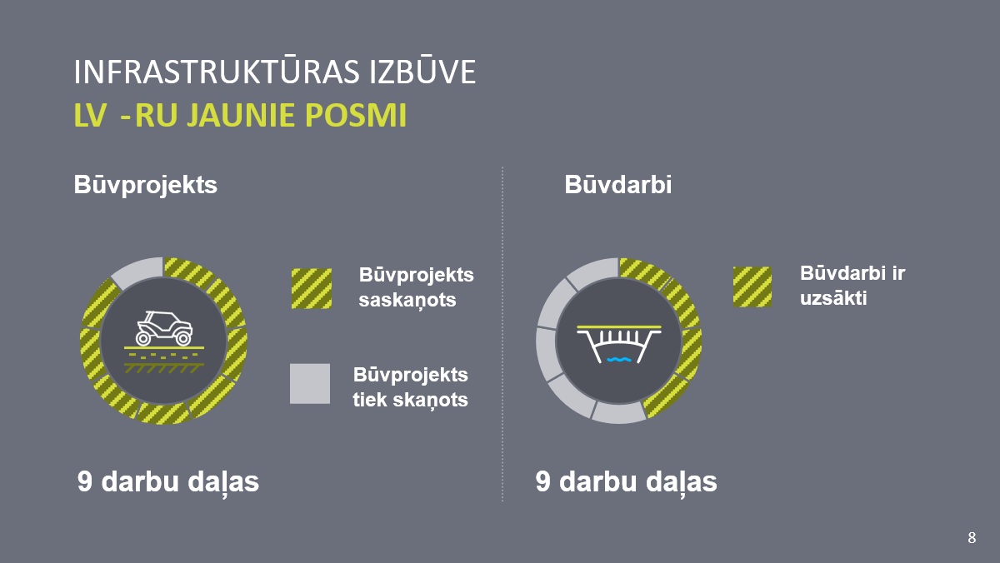 INFRASTRUKTŪRAS IZBŪVE
LV -RU JAUNIE POSMI
Būvprojekts
Būvprojekts
saskaņots
Būvprojekts
tiek skaņots
9 darbu daļas
Būvdarbi
Būvdarbi ir
uzsākti
9 darbu daļas
8